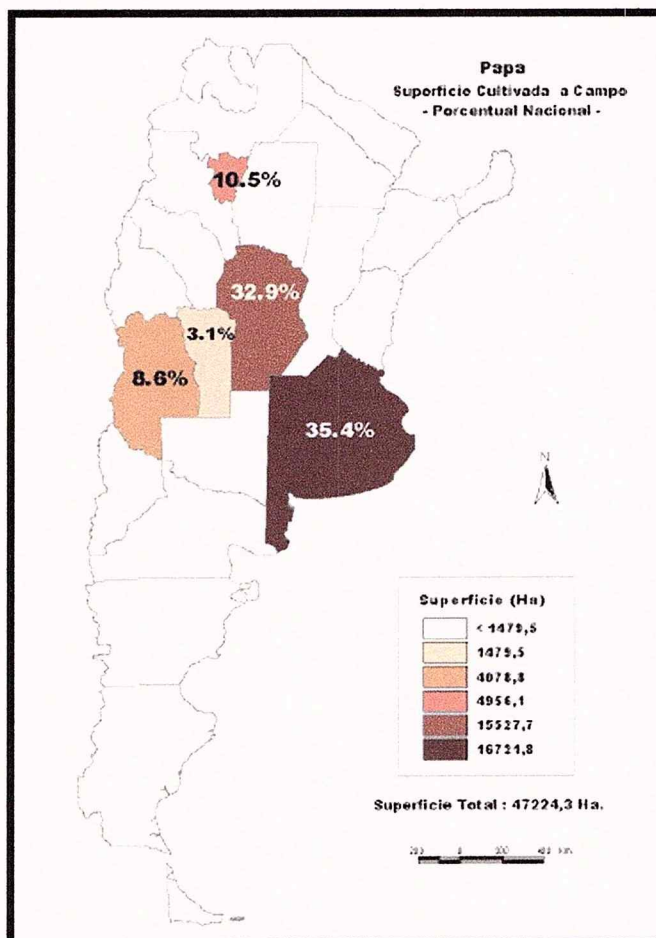 Papa
Superficie Cultivada a Campo
- Porcentual Nacional -
10.5%
32.9%
3.1%
8.6%
35.4%
N
Superficie (Ha)
< 1479,5
1479,5
4078,8
4956,1
15527,7
16721,8
Superficie Total : 47224,3 Ha.